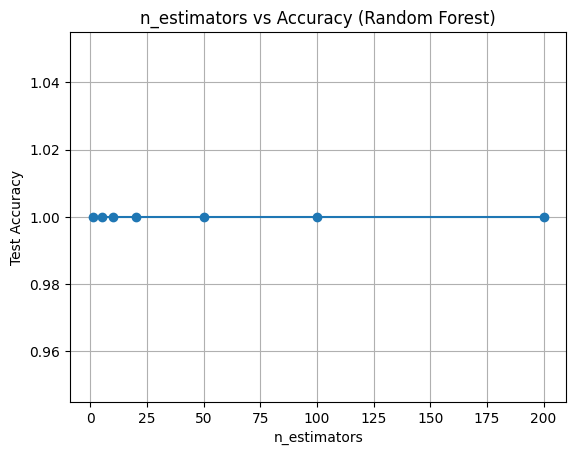 n_estimators vs Accuracy (Random Forest)
1.04
1.02
1.00
0.98
0.96
Test Accuracy
0 25 50 75 100 125 150 175 200
n_estimators